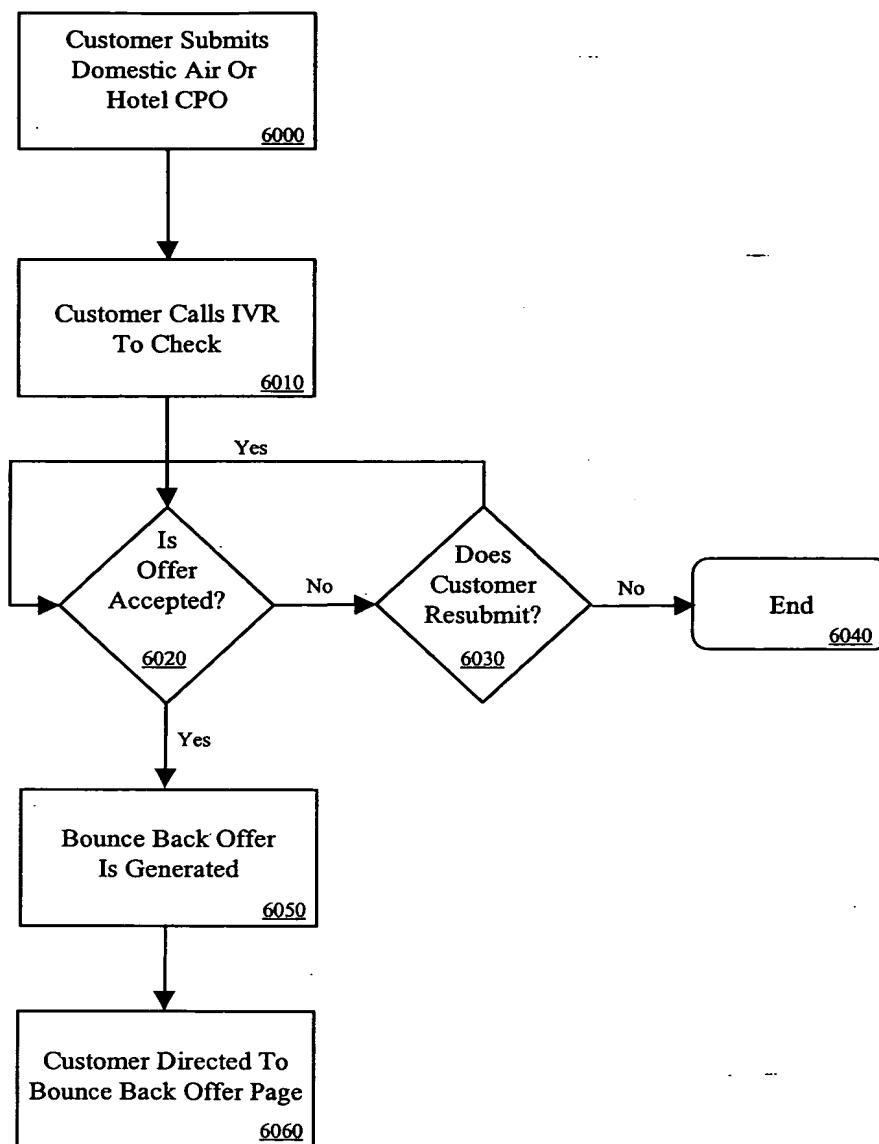 Customer Submits
Domestic Air Or
Hotel CPO
6000
Customer Calls IVR
To Check
6010
Yes
Is
Offer
Accepted?
6020
No
Does
Customer
Resubmit?
6030
No
End
6040
Yes
Bounce Back Offer
Is Generated
6050
Customer Directed To
Bounce Back Offer Page
6060